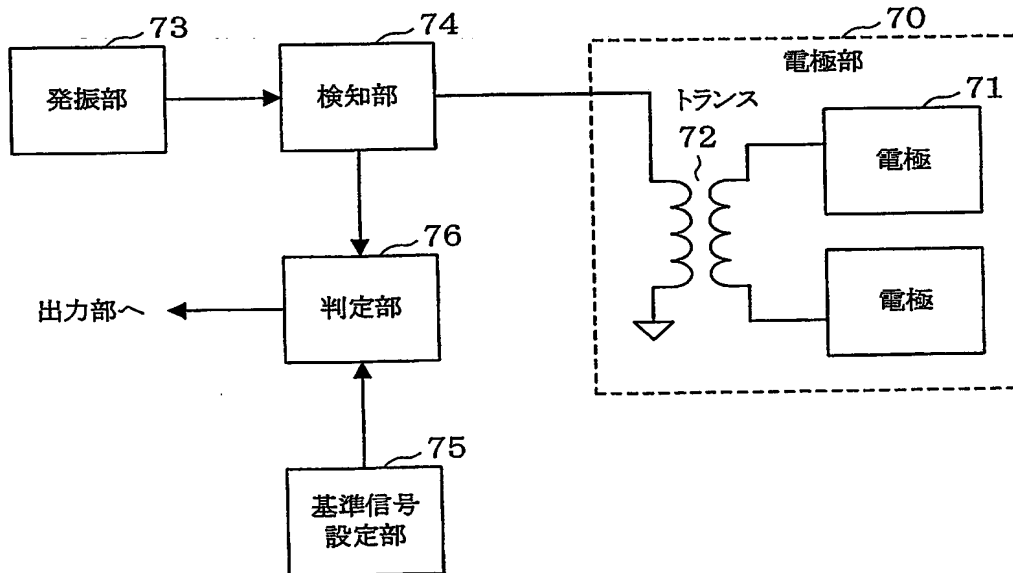 73
発振部
74
検知部
70
電極部
トランス
72
71
電極
電極
76
判定部
出力部へ
75
基準信号
設定部